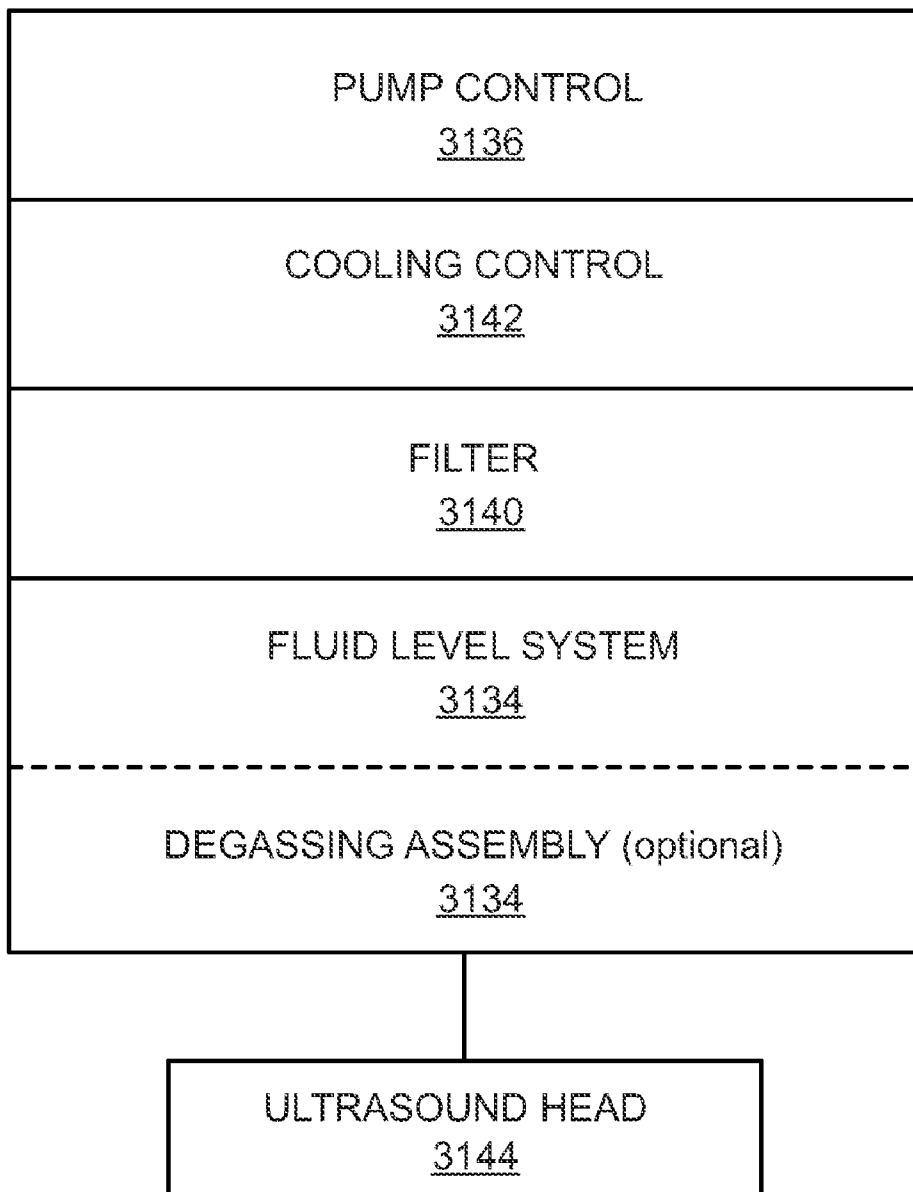 PUMP CONTROL
3136
COOLING CONTROL
3142
FILTER
3140
FLUID LEVEL SYSTEM
3134
DEGASSING ASSEMBLY (optional)
3134
ULTRASOUND HEAD
3144